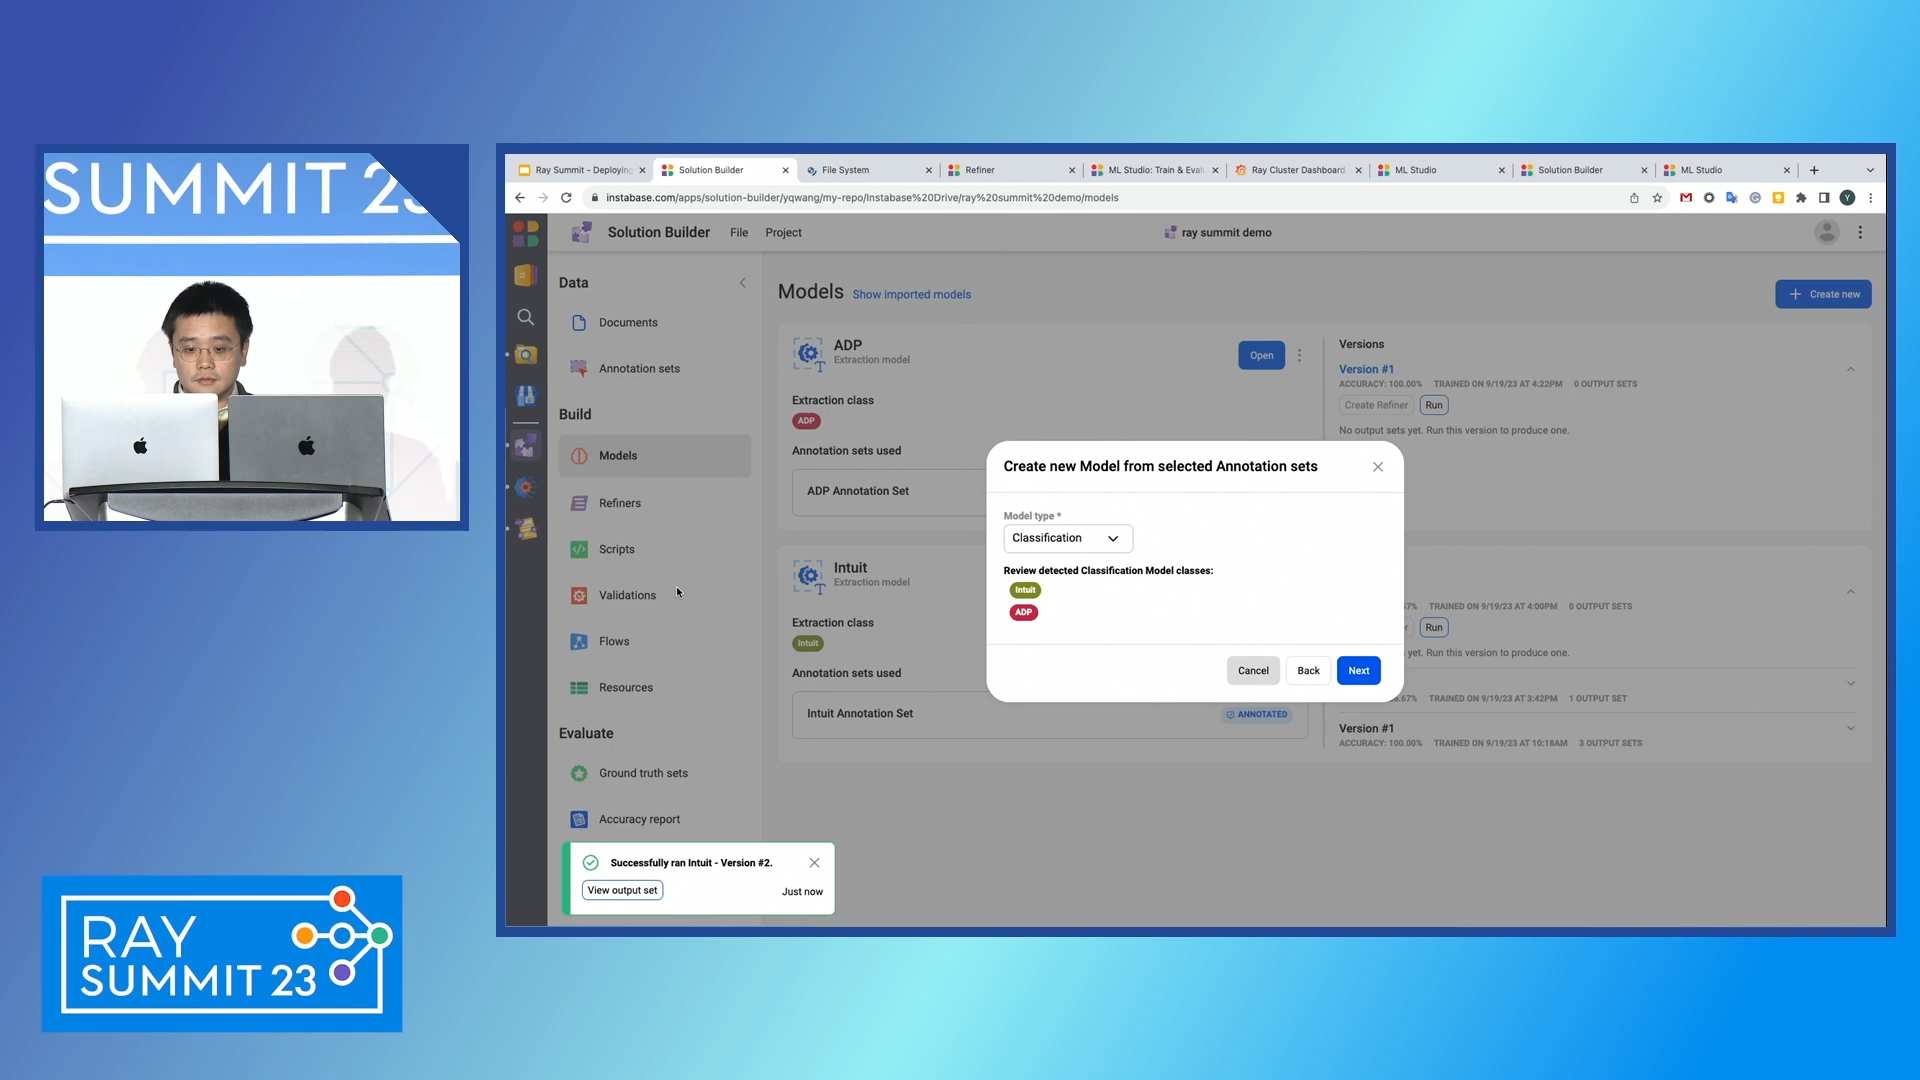 SUMMIT 23
RAY
SUMMIT 23
Ray Summit - Deploying
Solution Builder
File System
Refiner
ML Studio: Train & Evalu
Ray Cluster Dashboard
ML Studio
Solution Builder
ML Studio
instabase.com/apps/solution-builder/yqwang/my-repo/Instabase%20Drive/ray%20summit%20demo/models
Y
Solution Builder
File
Project
ray summit demo
Data
Documents
Annotation sets
Build
Models
Refiners
Scripts
Validations
Flows
Resources
Evaluate
Ground truth sets
Accuracy report
Models
Show imported models
Create new
ADP
Extraction model
Open
Extraction class
ADP
Annotation sets used
ADP Annotation Set
Versions
Version #1
ACCURACY: 100.00% TRAINED ON 9/19/23 AT 4:22PM 0 OUTPUT SETS
Create Refiner
Run
No output sets yet. Run this version to produce one.
Intuit
Extraction model
Extraction class
Intuit
Annotation sets used
Intuit Annotation Set
ANNOTATED
67% TRAINED ON 9/19/23 AT 4:00PM 0 OUTPUT SETS
Run
yet. Run this version to produce one.
.67% TRAINED ON 9/19/23 AT 3:42PM 1 OUTPUT SET
Version #1
ACCURACY: 100.00% TRAINED ON 9/19/23 AT 10:18AM 3 OUTPUT SETS
Create new Model from selected Annotation sets
Model type *
Classification
Review detected Classification Model classes:
Intuit
ADP
Cancel
Back
Next
Successfully ran Intuit - Version #2.
View output set
Just now